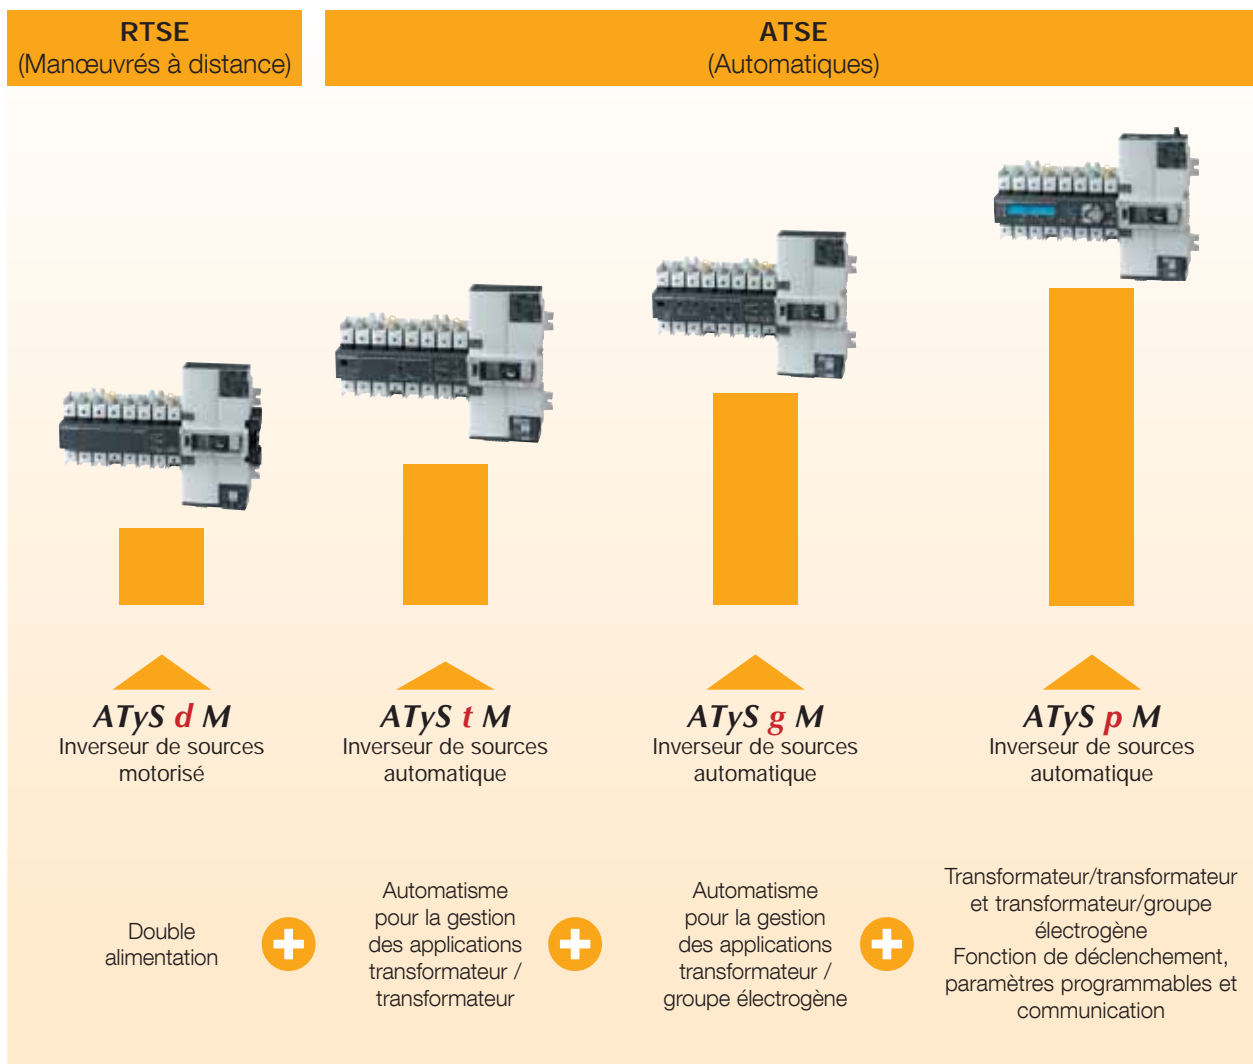 RTSE
(Manœuvrés à distance)
ATSE
(Automatiques)
ATyS d M
Inverseur de sources
motorisé
ATyS t M
Inverseur de sources
automatique
ATyS g M
Inverseur de sources
automatique
ATyS p M
Inverseur de sources
automatique
Double
alimentation
Automatisme
pour la gestion
des applications
transformateur /
transformateur
Automatisme
pour la gestion
des applications
transformateur /
groupe électrogène
Transformateur/transformateur
et transformateur/groupe
électrogène
Fonction de déclenchement,
paramètres programmables et
communication